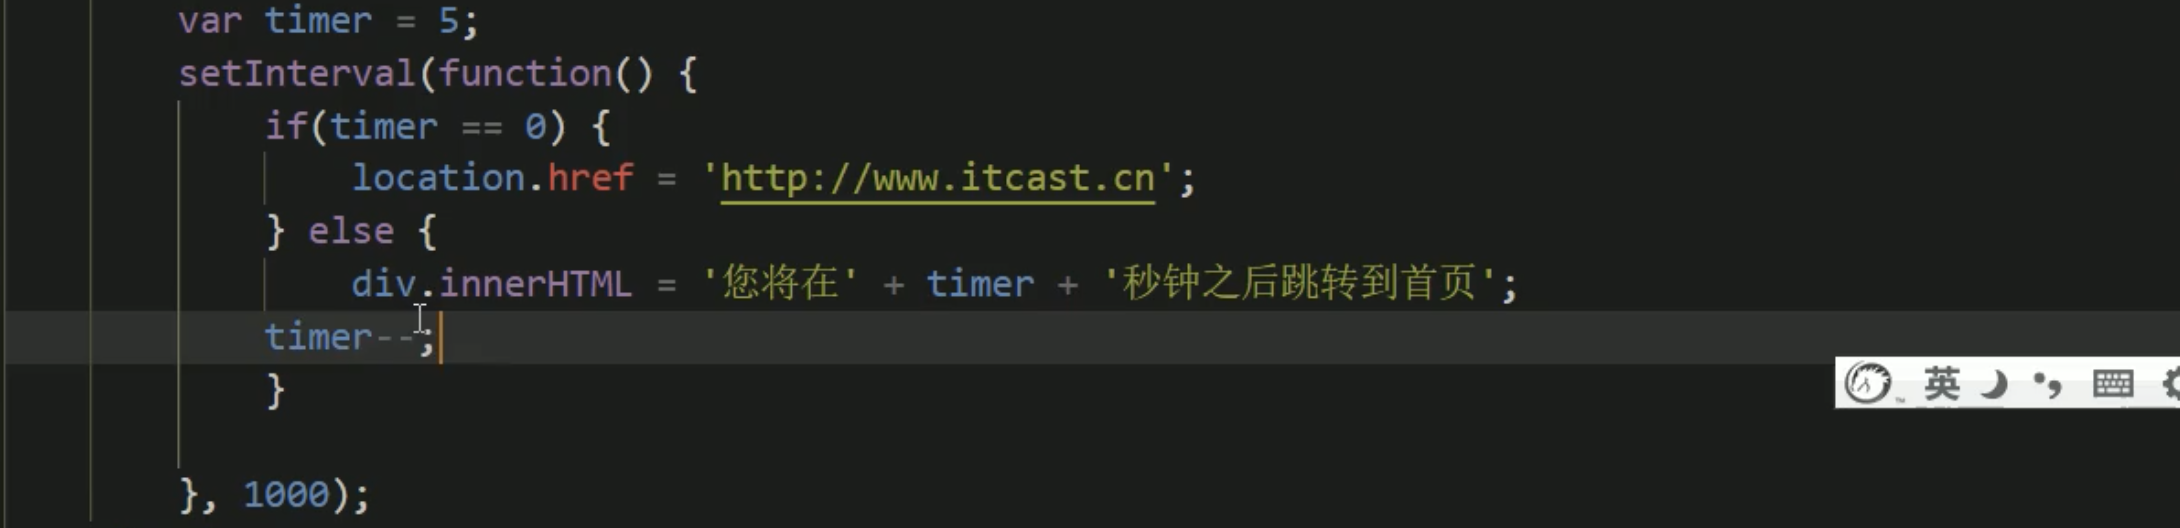 var timer = 5;
setInterval(function() {
if(timer == 0) {
location.href = 'http://www.itcast.cn';
} else {
div.innerHTML = '您将在' + timer + '秒钟之后跳转到首页';
timer--;
}
英
}, 1000);